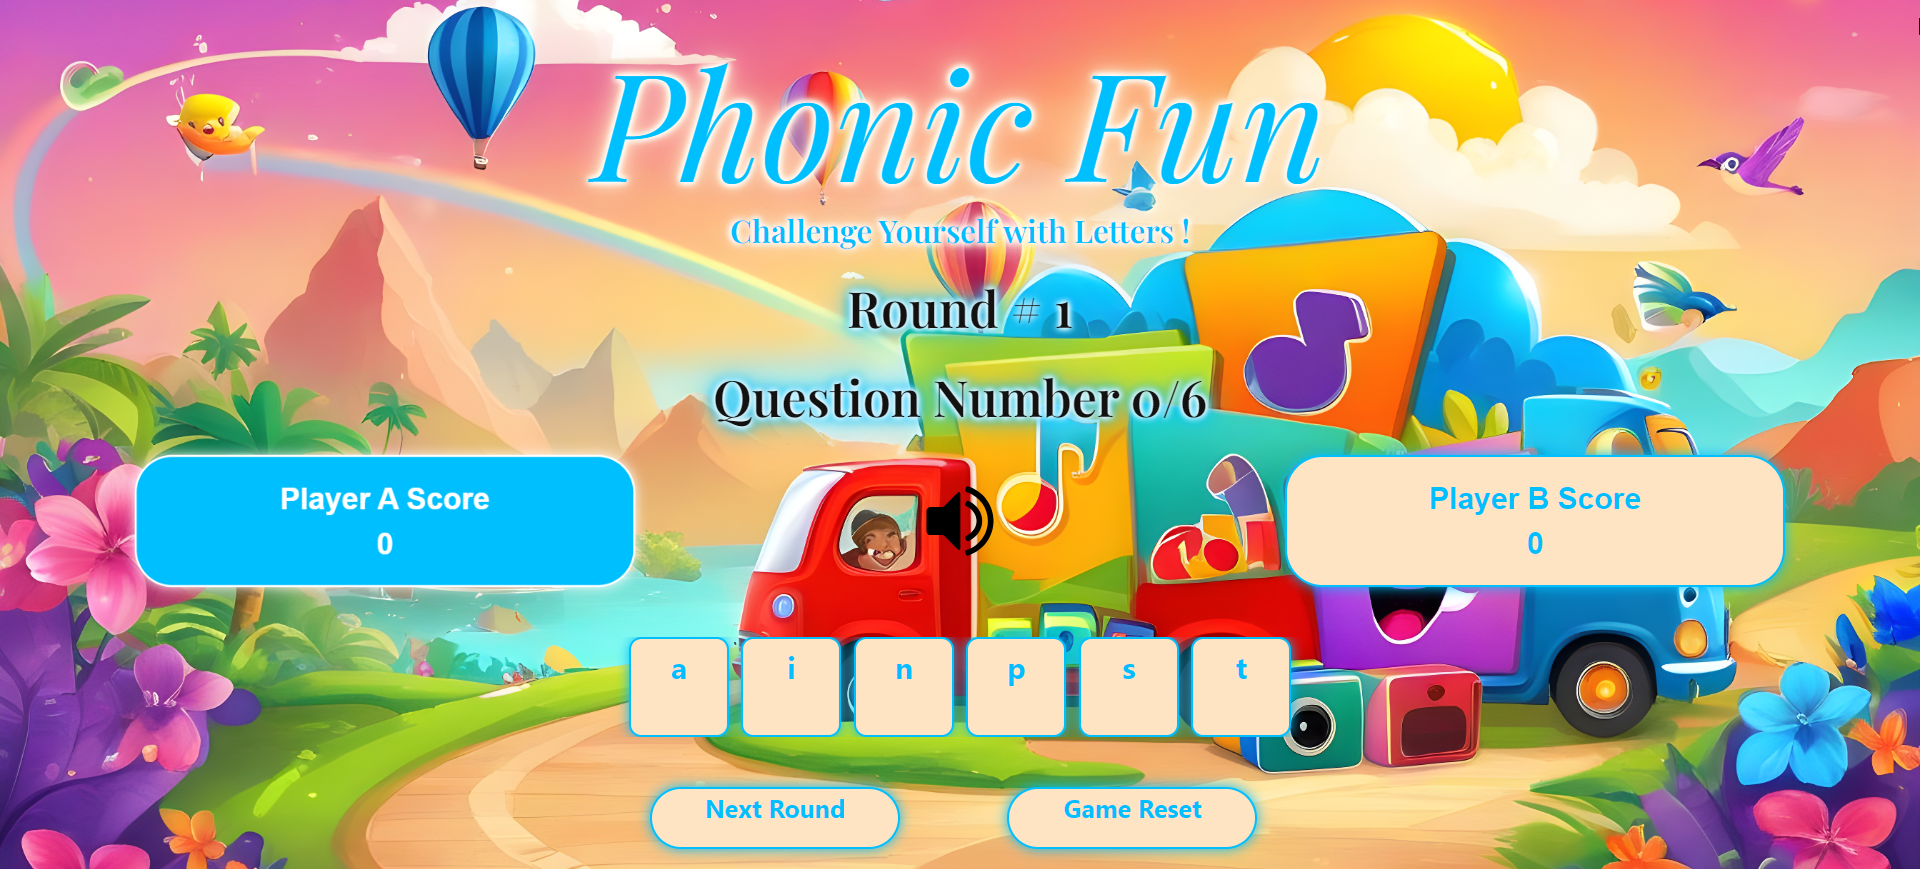 Phonic Fun
Challenge Yourself with Letters !
Round # 1
Question Number 0/6
Player A Score
0
Player B Score
0
a i n p s t
Next Round
Game Reset